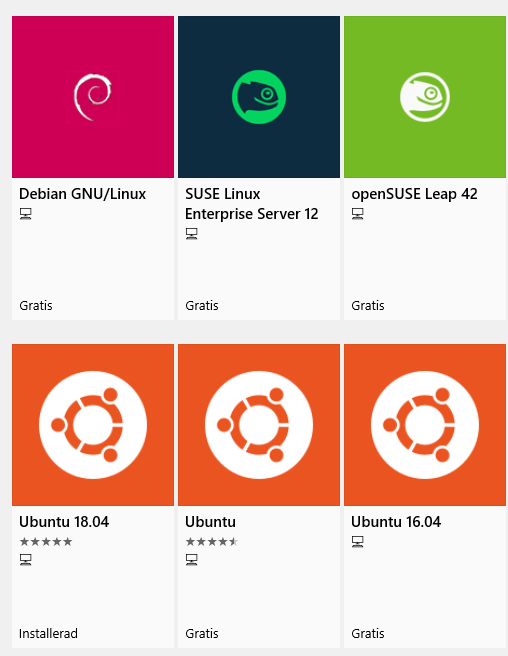 Debian GNU/Linux
SUSE Linux
Enterprise Server 12
openSUSE Leap 42
Gratis
Gratis
Gratis
Ubuntu 18.04
Ubuntu
Ubuntu 16.04
Installerad
Gratis
Gratis